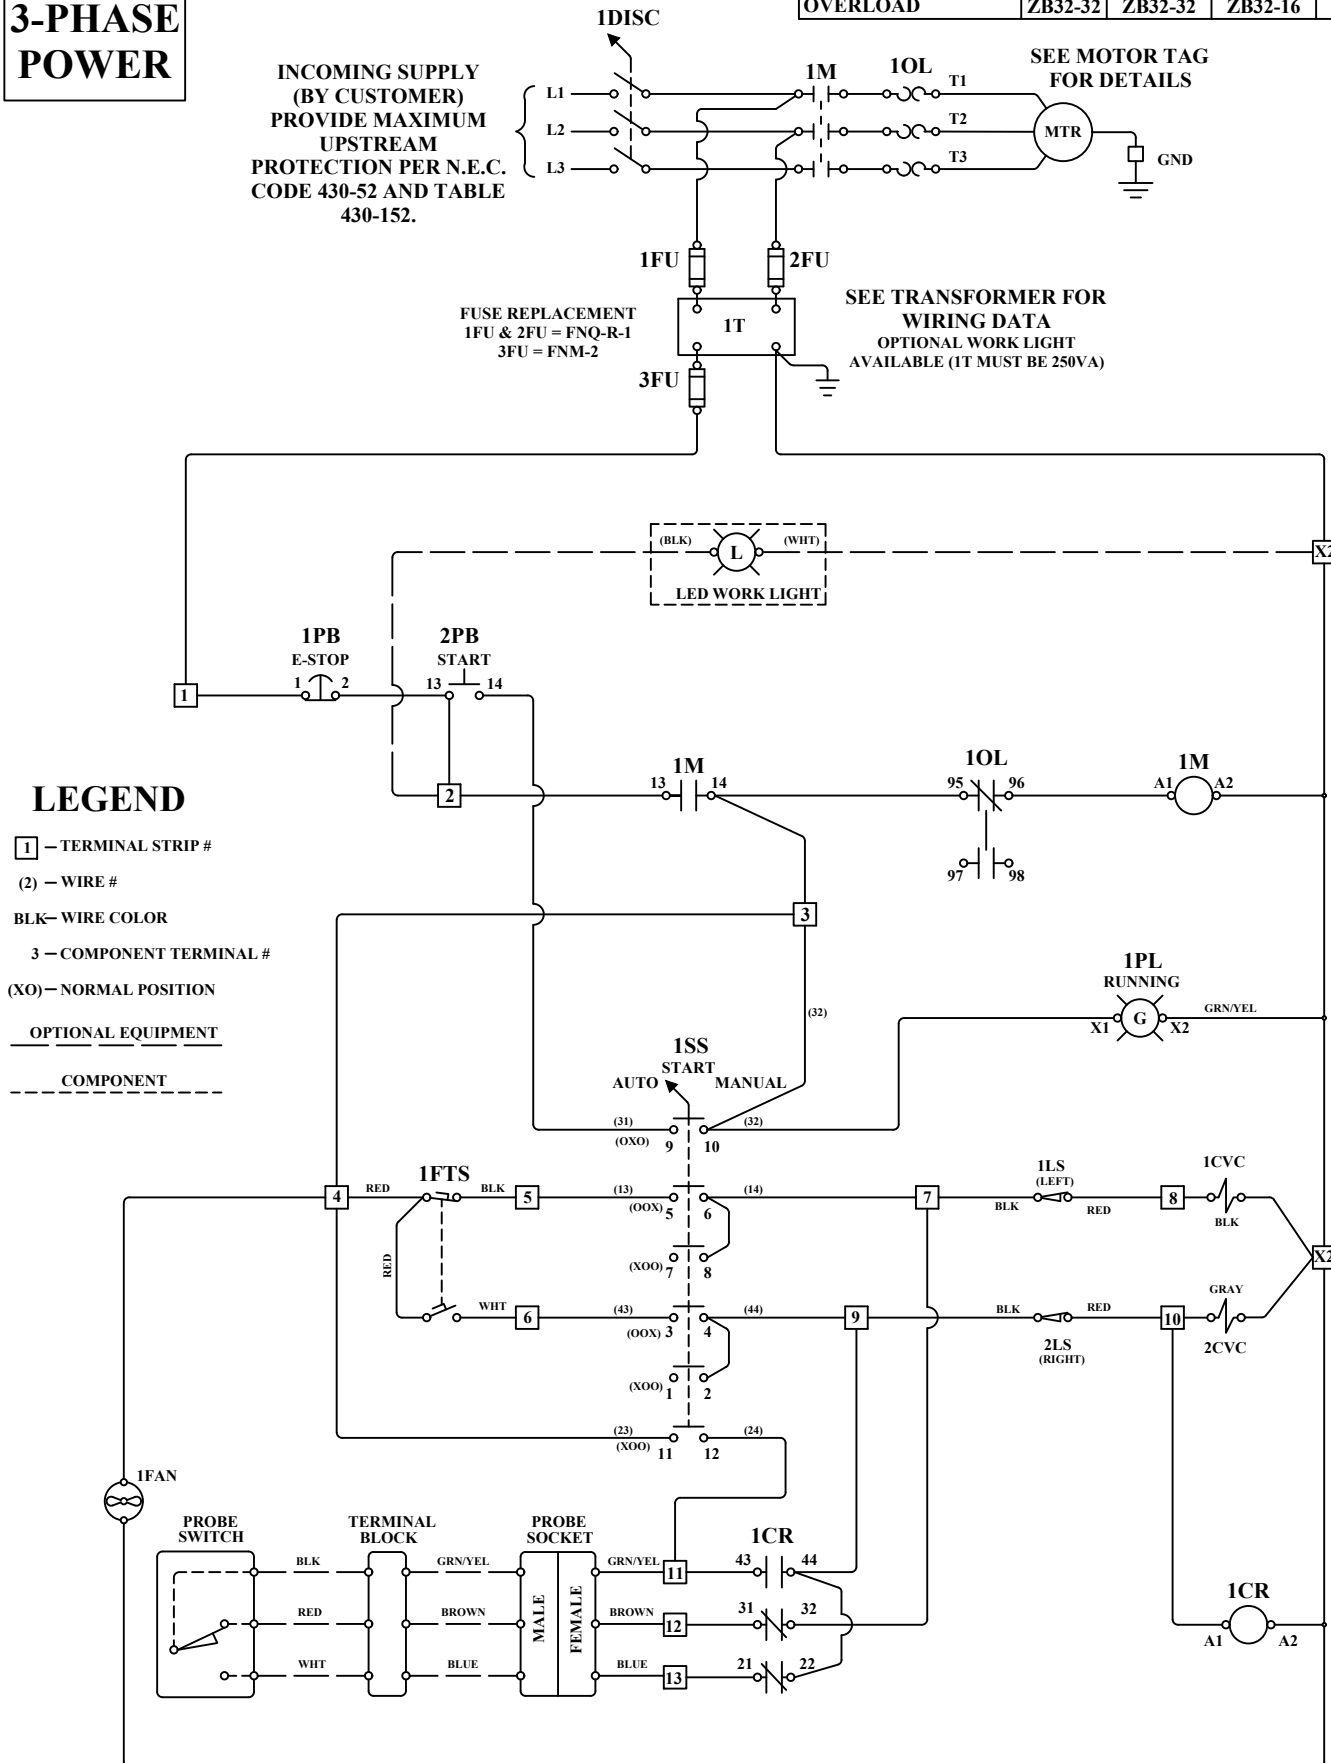 3-PHASE
POWER
OVERLOAD ZB32-32 ZB32-32 ZB32-16
1DISC
INCOMING SUPPLY
(BY CUSTOMER)
PROVIDE MAXIMUM
UPSTREAM
PROTECTION PER N.E.C.
CODE 430-52 AND TABLE
430-152.
L1
L2
L3
1M
1OL
T1
T2
T3
SEE MOTOR TAG
FOR DETAILS
MTR
GND
1FU
2FU
FUSE REPLACEMENT
1FU & 2FU = FNQ-R-1
3FU = FNM-2
1T
3FU
SEE TRANSFORMER FOR
WIRING DATA
OPTIONAL WORK LIGHT
AVAILABLE (1T MUST BE 250VA)
(BLK)
L
(WHT)
LED WORK LIGHT
X2
1PB
E-STOP
1 2
2PB
START
13 14
1
2
1M
13 14
1OL
95 96
97 98
1M
A1 A2
LEGEND
1 – TERMINAL STRIP #
(2) – WIRE #
BLK – WIRE COLOR
3 – COMPONENT TERMINAL #
(XO) – NORMAL POSITION
OPTIONAL EQUIPMENT
COMPONENT
3
(32)
1PL
RUNNING
X1 G X2
GRN/YEL
1SS
START
AUTO MANUAL
(31) (32)
(OXO) 9 10
4
RED
1FTS
BLK
5
(13) (14)
(OOX) 5 6
7
1LS
(LEFT)
BLK RED
8
1CVC
BLK
(XOO) 7 8
RED
X2
WHT
6
(43) (44)
(OOX) 3 4
9
BLK RED
2LS
(RIGHT)
10
GRAY
2CVC
(XOO) 1 2
(23) (24)
(XOO) 11 12
1FAN
PROBE
SWITCH
TERMINAL
BLOCK
PROBE
SOCKET
1CR
BLK GRN/YEL GRN/YEL 11 43 44
RED BROWN BROWN 12 31 32
WHT BLUE BLUE 13 21 22
MALE
FEMALE
1CR
A1 A2